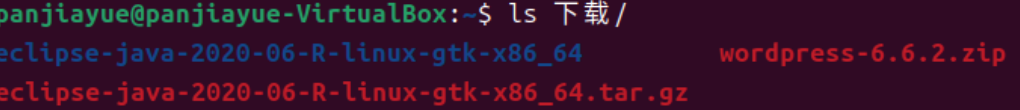 panjiayue@panjiayue-VirtualBox:~$ ls 下载/
eclipse-java-2020-06-R-linux-gtk-x86_64 wordpress-6.6.2.zip
eclipse-java-2020-06-R-linux-gtk-x86_64.tar.gz